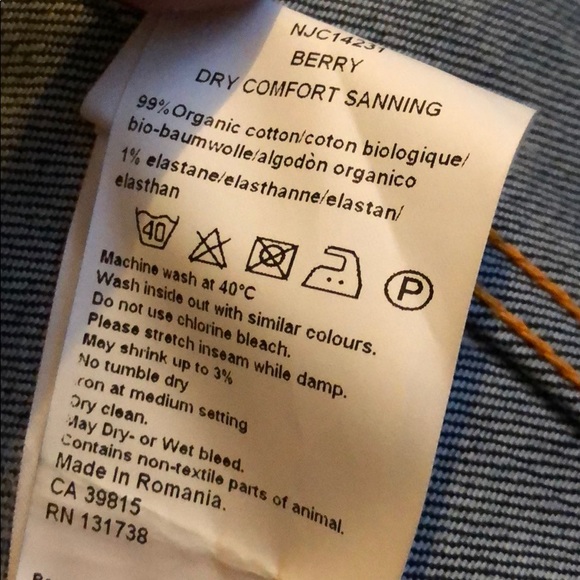 NJC14237
BERRY
DRY COMFORT SANNING
99% Organic cotton/coton biologique/
bio-baumwolle/algodòn organico
1% elastane/elasthanne/elastan/
elasthan
40 P
Machine wash at 40°C
Wash inside out with similar colours.
Do not use chlorine bleach.
Please stretch inseam while damp.
May shrink up to 3%
No tumble dry
ron at medium setting
Dry clean.
May Dry- or Wet bleed.
Contains non-textile parts of animal.
Made In Romania.
CA 39815
RN 131738